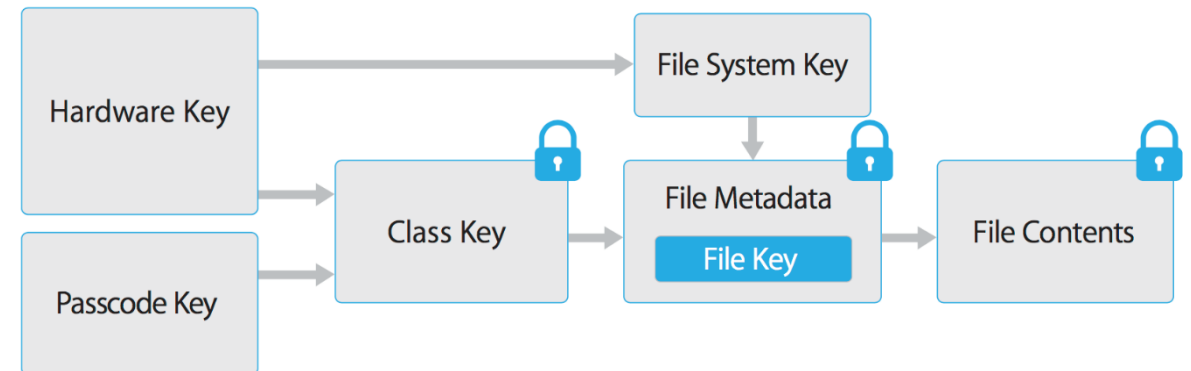 Hardware Key
File System Key
Class Key
File Metadata
File Key
File Contents
Passcode Key